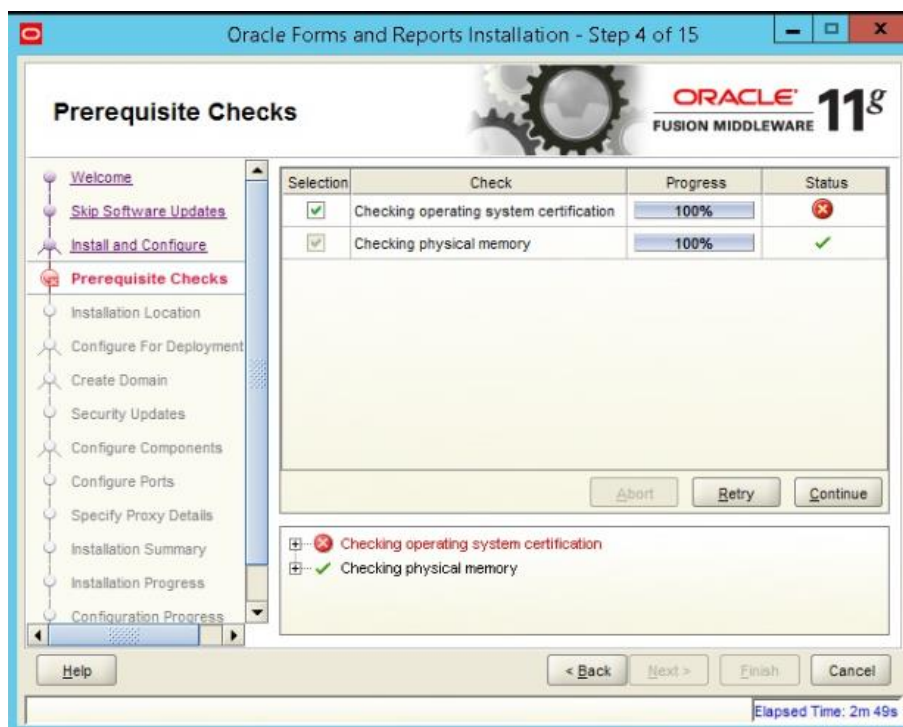 Oracle Forms and Reports Installation - Step 4 of 15
Prerequisite Checks
ORACLE
FUSION MIDDLEWARE 11g
Welcome
Skip Software Updates
Install and Configure
Prerequisite Checks
Installation Location
Configure For Deployment
Create Domain
Security Updates
Configure Components
Configure Ports
Specify Proxy Details
Installation Summary
Installation Progress
Configuration Progress
Selection Check Progress Status
Checking operating system certification 100%
Checking physical memory 100%
Abort Retry Continue
Checking operating system certification
Checking physical memory
Help < Back Next > Finish Cancel
Elapsed Time: 2m 49s